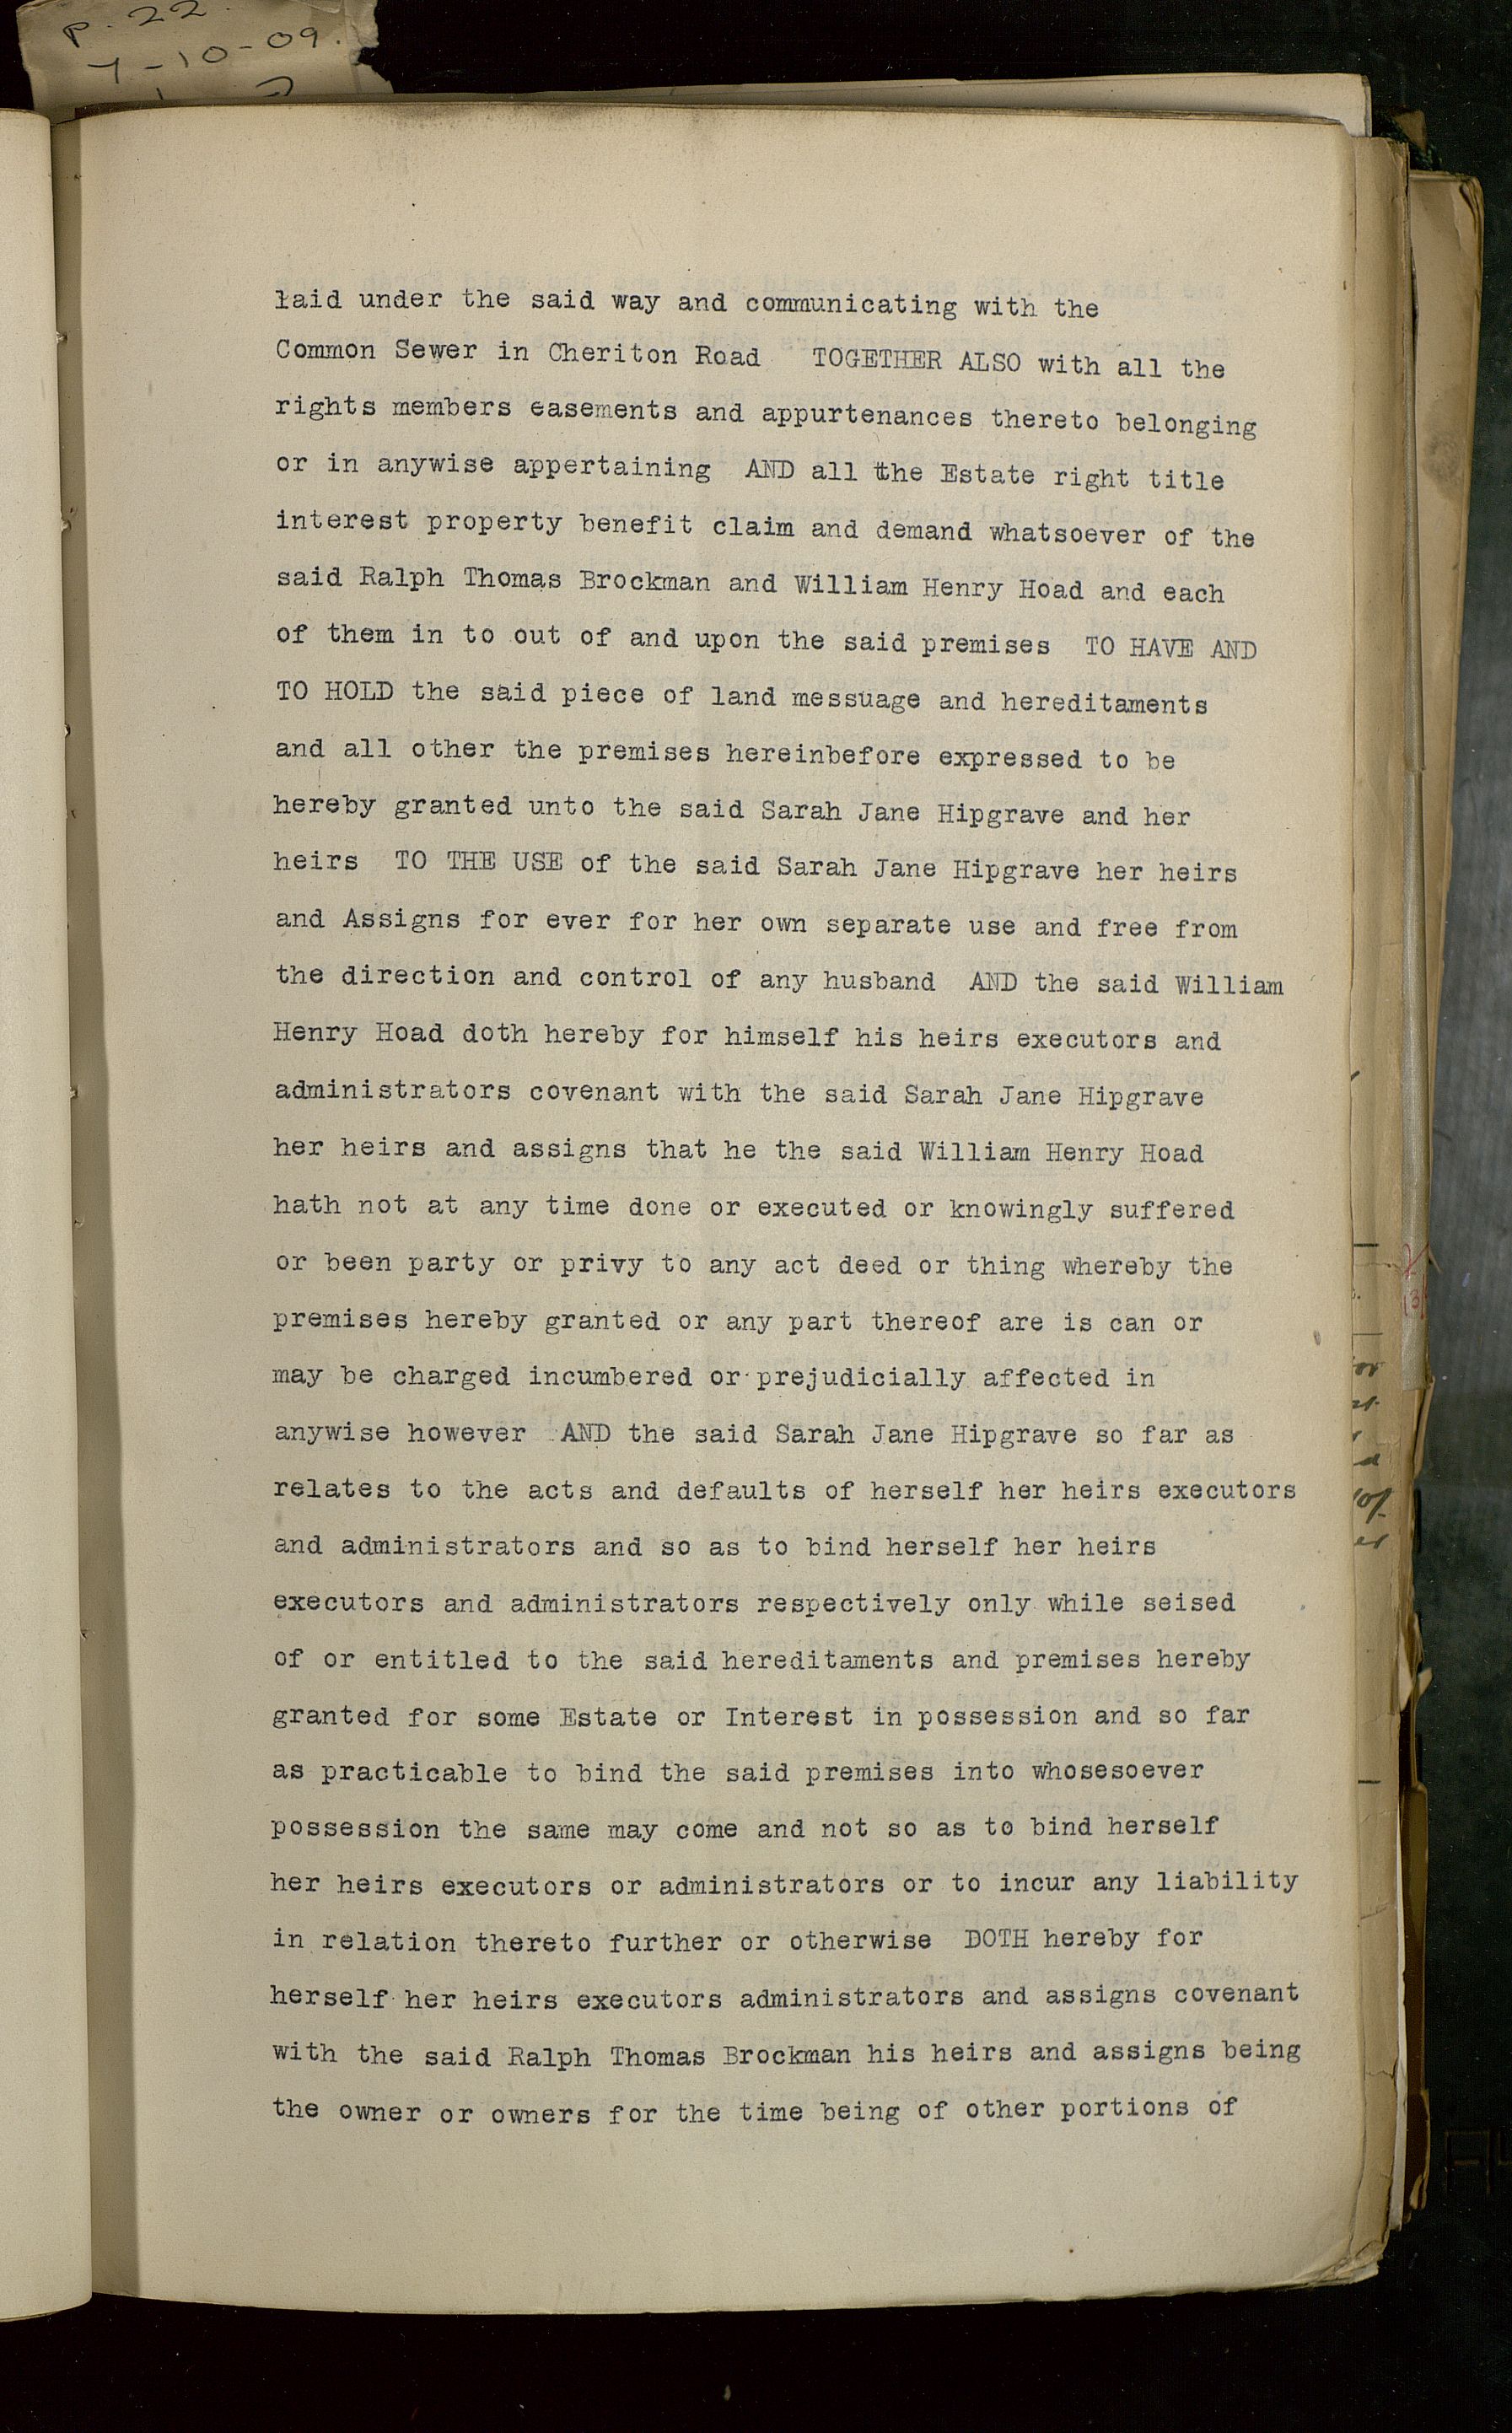 p. 22.
7-10-09.
laid under the said way and communicating with the
Common Sewer in Cheriton Road TOGETHER ALSO with all the
rights members easements and appurtenances thereto belonging
or in anywise appertaining AND all the Estate right title
interest property benefit claim and demand whatsoever of the
said Ralph Thomas Brockman and William Henry Hoad and each
of them in to out of and upon the said premises TO HAVE AND
TO HOLD the said piece of land messuage and hereditaments
and all other the premises hereinbefore expressed to be
hereby granted unto the said Sarah Jane Hipgrave and her
heirs TO THE USE of the said Sarah Jane Hipgrave her heirs
and Assigns for ever for her own separate use and free from
the direction and control of any husband AND the said William
Henry Hoad doth hereby for himself his heirs executors and
administrators covenant with the said Sarah Jane Hipgrave
her heirs and assigns that he the said William Henry Hoad
hath not at any time done or executed or knowingly suffered
or been party or privy to any act deed or thing whereby the
premises hereby granted or any part thereof are is can or
may be charged incumbered or prejudicially affected in
anywise however AND the said Sarah Jane Hipgrave so far as
relates to the acts and defaults of herself her heirs executors
and administrators and so as to bind herself her heirs
executors and administrators respectively only while seised
of or entitled to the said hereditaments and premises hereby
granted for some Estate or Interest in possession and so far
as practicable to bind the said premises into whosesoever
possession the same may come and not so as to bind herself
her heirs executors or administrators or to incur any liability
in relation thereto further or otherwise DOTH hereby for
herself her heirs executors administrators and assigns covenant
with the said Ralph Thomas Brockman his heirs and assigns being
the owner or owners for the time being of other portions of